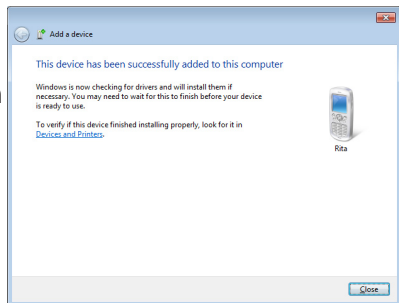 Add a device
This device has been successfully added to this computer
Windows is now checking for drivers and will install them if
necessary. You may need to wait for this to finish before your device
is ready to use.
To verify if this device finished installing properly, look for it in
Devices and Printers.
Rita
Close